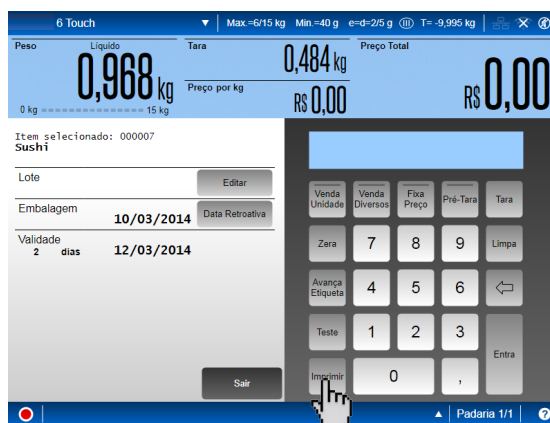 6 Touch ▼ Max.=6/15 kg Min.=40 g e=d=2/5 g (III) T= -9,995 kg
Peso Líquido Tara Preço Total
0,968 kg 0,484 kg R$ 0,00
Preço por kg
R$ 0,00
0 kg 15 kg
Item selecionado: 000007
Sushi
Lote Editar
Embalagem 10/03/2014 Data Retroativa
Validade
2 dias 12/03/2014
Sair
Venda Unidade Venda Diversos Fixa Preço Pré-Tara Tara
Zera 7 8 9 Limpa
Avança Etiqueta 4 5 6
Teste 1 2 3
Entra
Imprimir 0 ,
▲ Padaria 1/1 ?